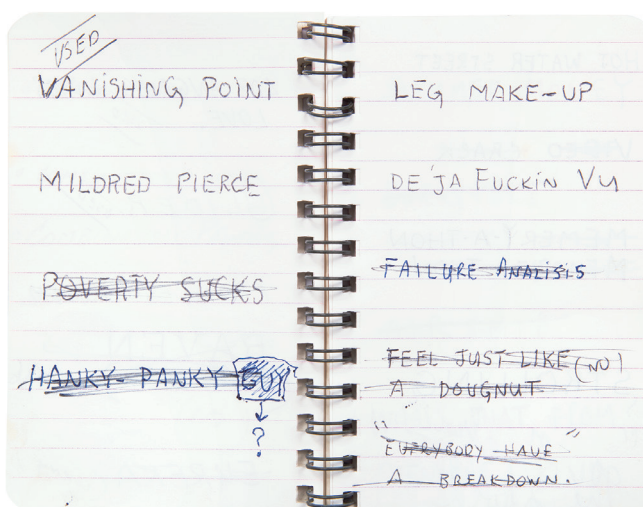 USED
VANISHING POINT
MILDRED PIERCE
POVERTY SUCKS
HANKY-PANKY GUY
?
LEG MAKE-UP
DE'JA FUCKIN VU
FAILURE ANALISIS
FEEL JUST LIKE (NO)
A DOUGNUT
"EVERYBODY HAVE"
A BREAKDOWN.